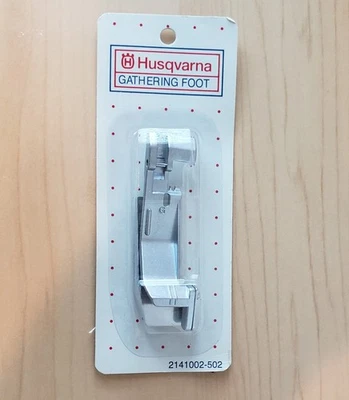 Husqvarna
GATHERING FOOT
2141002-502